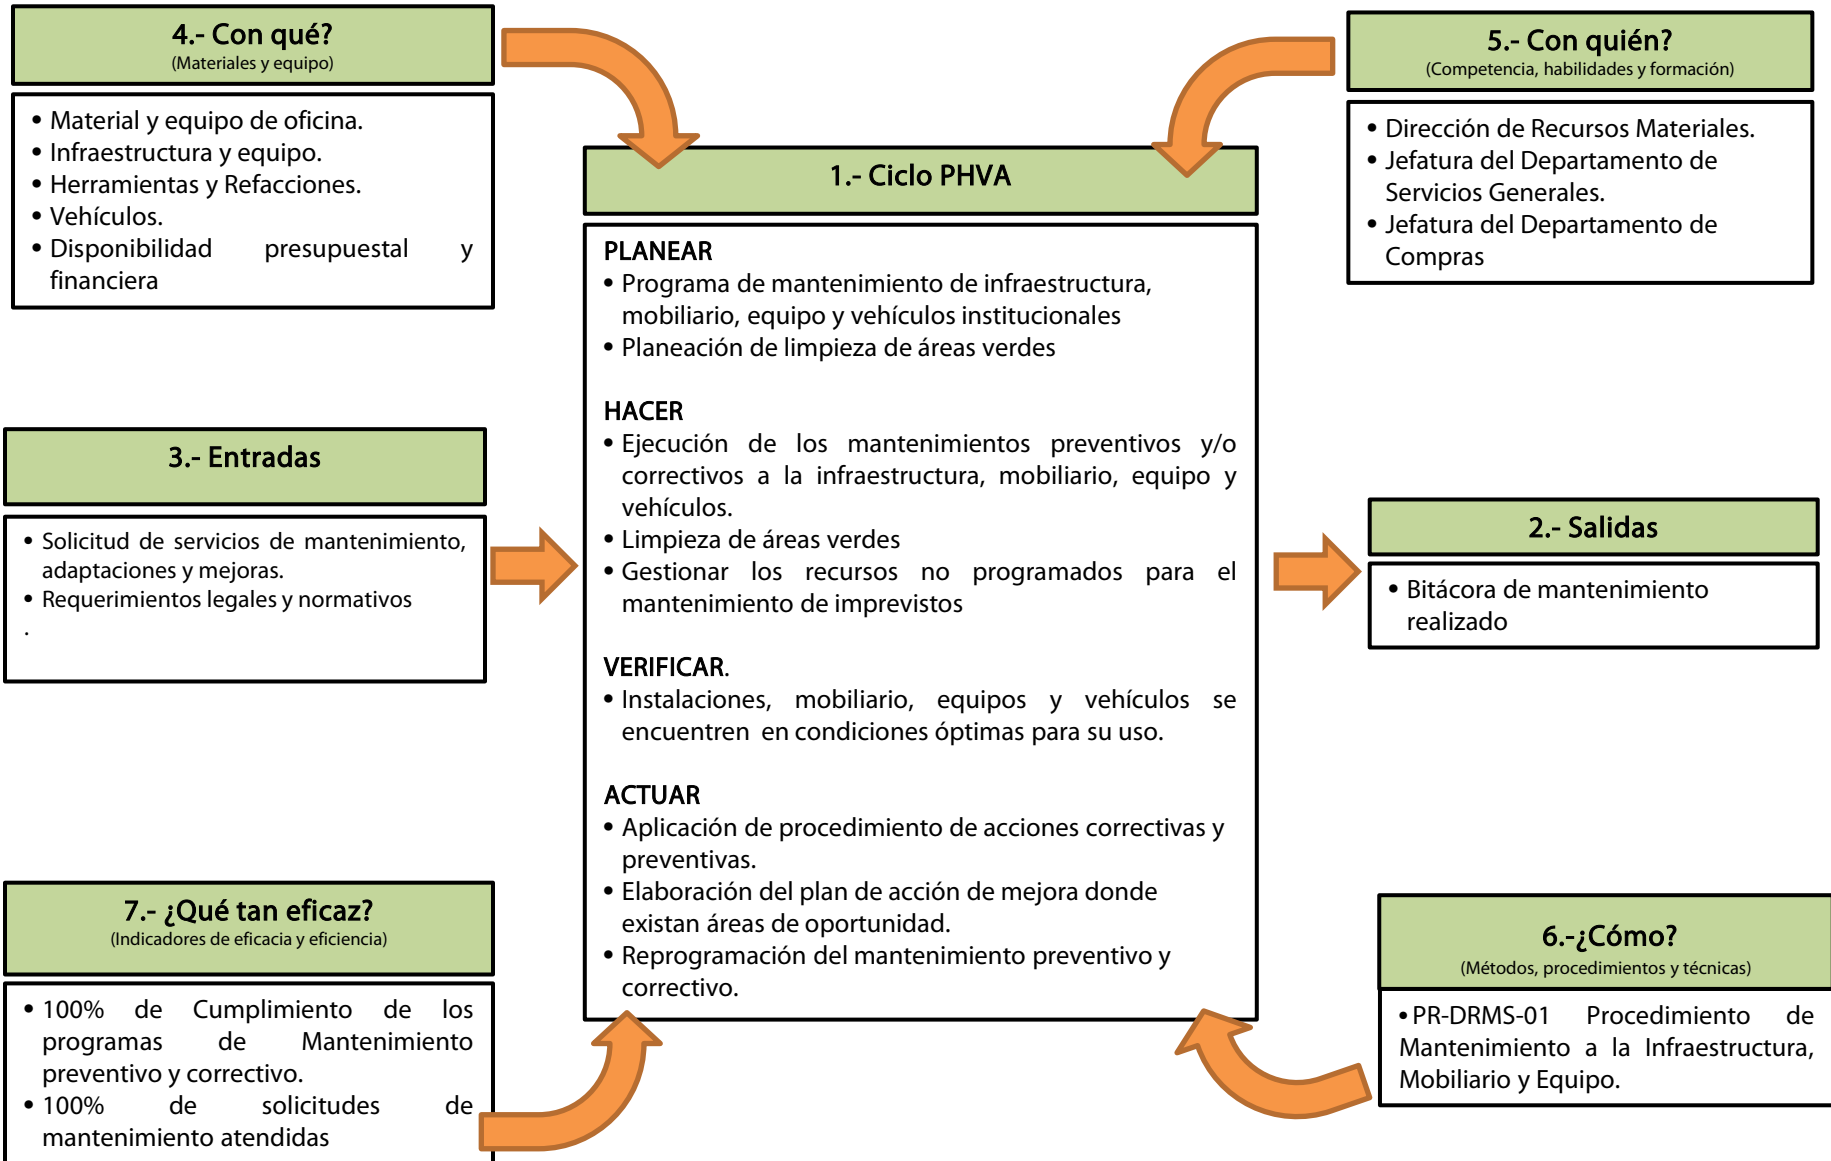 4.- Con qué?
(Materiales y equipo)
• Material y equipo de oficina.
• Infraestructura y equipo.
• Herramientas y Refacciones.
• Vehículos.
• Disponibilidad presupuestal y
financiera
5.- Con quién?
(Competencia, habilidades y formación)
• Dirección de Recursos Materiales.
• Jefatura del Departamento de
Servicios Generales.
• Jefatura del Departamento de
Compras
1.- Ciclo PHVA
PLANEAR
• Programa de mantenimiento de infraestructura,
mobiliario, equipo y vehículos institucionales
• Planeación de limpieza de áreas verdes
HACER
• Ejecución de los mantenimientos preventivos y/o
correctivos a la infraestructura, mobiliario, equipo y
vehículos.
• Limpieza de áreas verdes
• Gestionar los recursos no programados para el
mantenimiento de imprevistos
VERIFICAR.
• Instalaciones, mobiliario, equipos y vehículos se
encuentren en condiciones óptimas para su uso.
ACTUAR
• Aplicación de procedimiento de acciones correctivas y
preventivas.
• Elaboración del plan de acción de mejora donde
existan áreas de oportunidad.
• Reprogramación del mantenimiento preventivo y
correctivo.
3.- Entradas
• Solicitud de servicios de mantenimiento,
adaptaciones y mejoras.
• Requerimientos legales y normativos
.
2.- Salidas
• Bitácora de mantenimiento
realizado
7.- ¿Qué tan eficaz?
(Indicadores de eficacia y eficiencia)
• 100% de Cumplimiento de los
programas de Mantenimiento
preventivo y correctivo.
• 100% de solicitudes de
mantenimiento atendidas
6.-¿Cómo?
(Métodos, procedimientos y técnicas)
• PR-DRMS-01 Procedimiento de
Mantenimiento a la Infraestructura,
Mobiliario y Equipo.